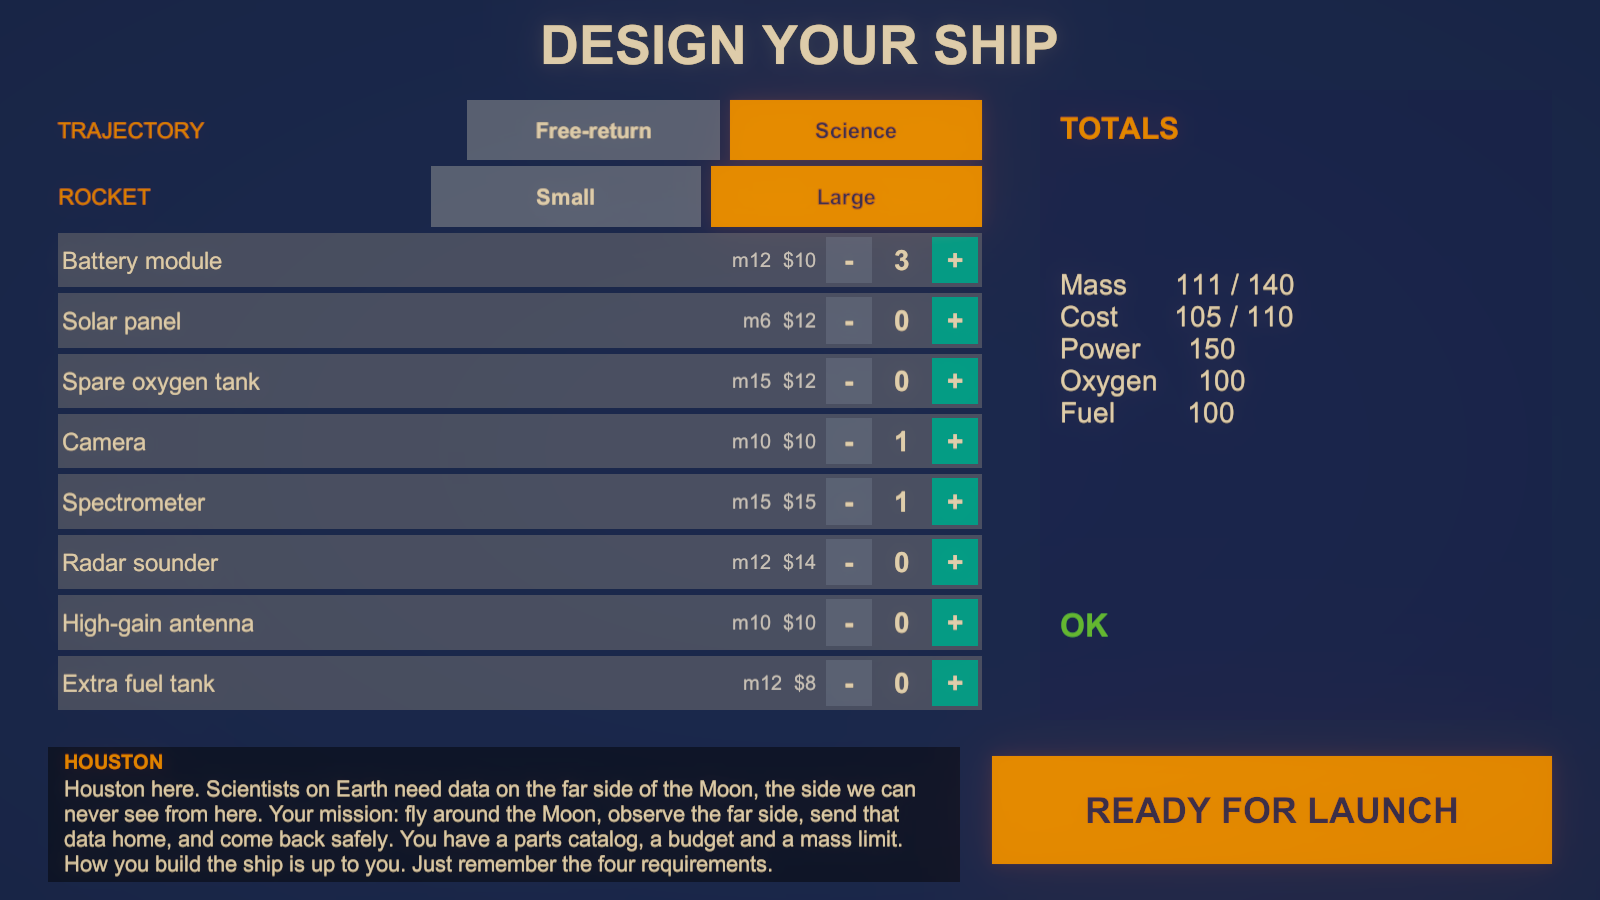 DESIGN YOUR SHIP
TRAJECTORY Free-return Science
ROCKET Small Large
Battery module m12 $10 - 3 +
Solar panel m6 $12 - 0 +
Spare oxygen tank m15 $12 - 0 +
Camera m10 $10 - 1 +
Spectrometer m15 $15 - 1 +
Radar sounder m12 $14 - 0 +
High-gain antenna m10 $10 - 0 +
Extra fuel tank m12 $8 - 0 +
TOTALS
Mass 111 / 140
Cost 105 / 110
Power 150
Oxygen 100
Fuel 100
OK
HOUSTON
Houston here. Scientists on Earth need data on the far side of the Moon, the side we can
never see from here. Your mission: fly around the Moon, observe the far side, send that
data home, and come back safely. You have a parts catalog, a budget and a mass limit.
How you build the ship is up to you. Just remember the four requirements.
READY FOR LAUNCH